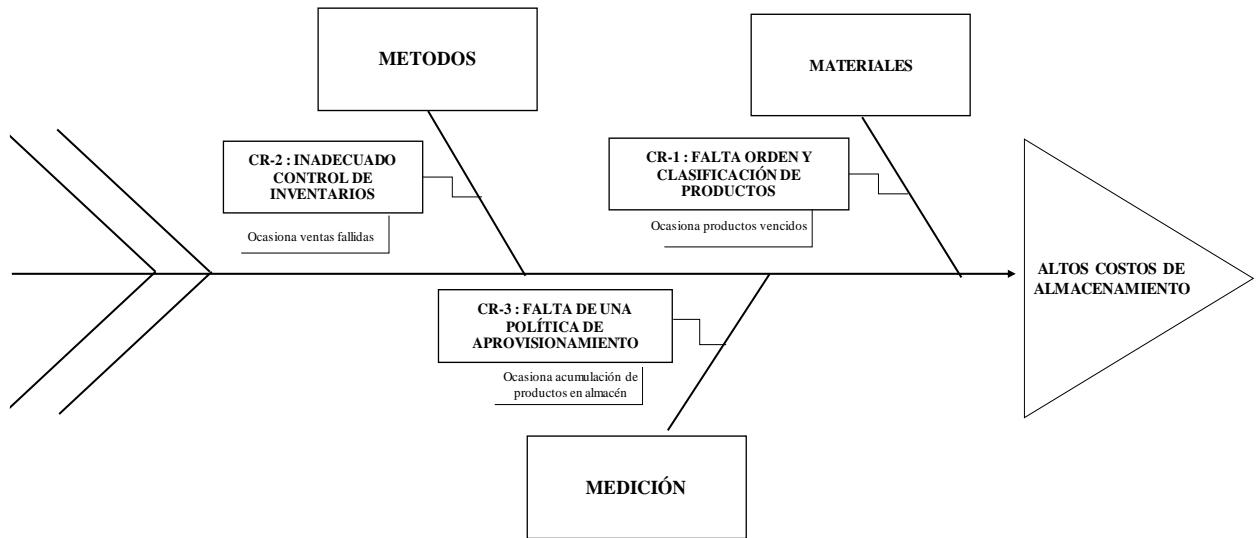 METODOS
MATERIALES
CR-2 : INADECUADO
CONTROL DE
INVENTARIOS
Ocasiona ventas fallidas
CR-1 : FALTA ORDEN Y
CLASIFICACIÓN DE
PRODUCTOS
Ocasiona productos vencidos
ALTOS COSTOS DE
ALMACENAMIENTO
CR-3 : FALTA DE UNA
POLÍTICA DE
APROVISIONAMIENTO
Ocasiona acumulación de
productos en almacén
MEDICIÓN